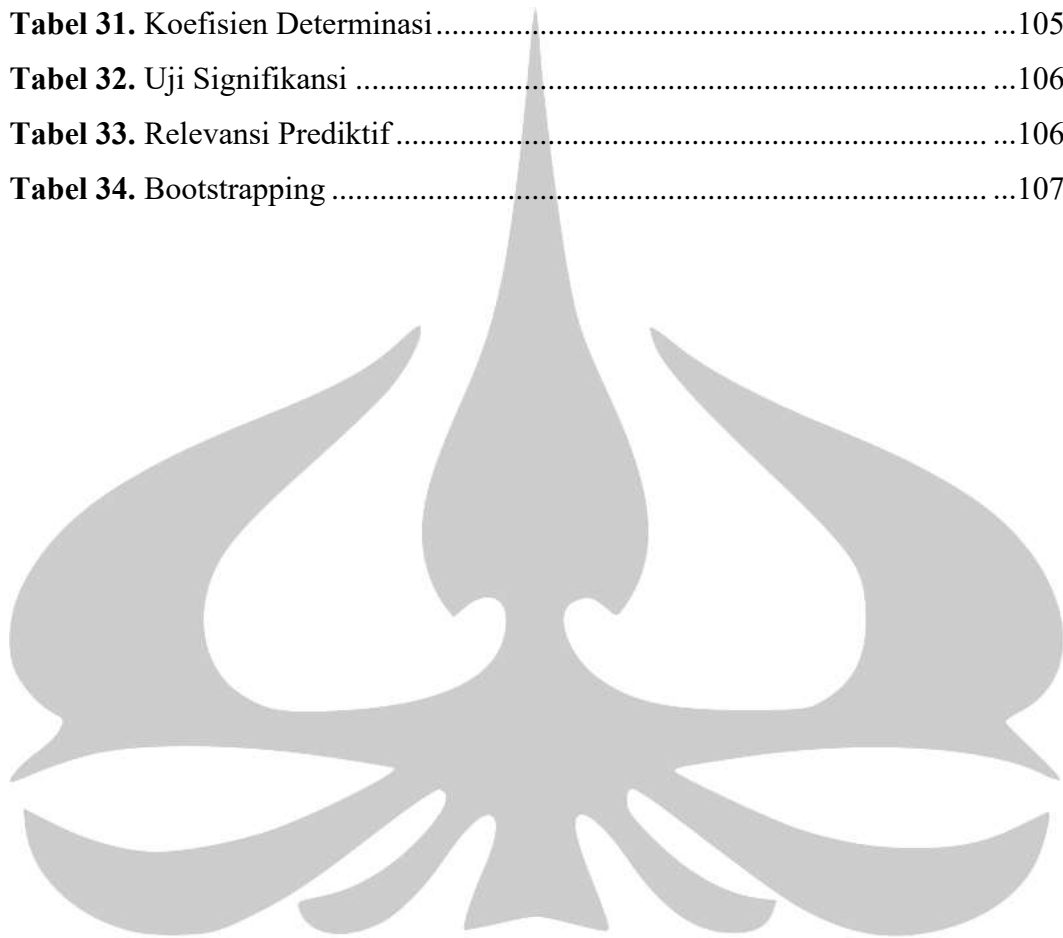 Tabel 31. Koefisien Determinasi.................................................................................. ...105
Tabel 32. Uji Signifikansi ............................................................................................. ...106
Tabel 33. Relevansi Prediktif ....................................................................................... ...106
Tabel 34. Bootstrapping ................................................................................................ ...107